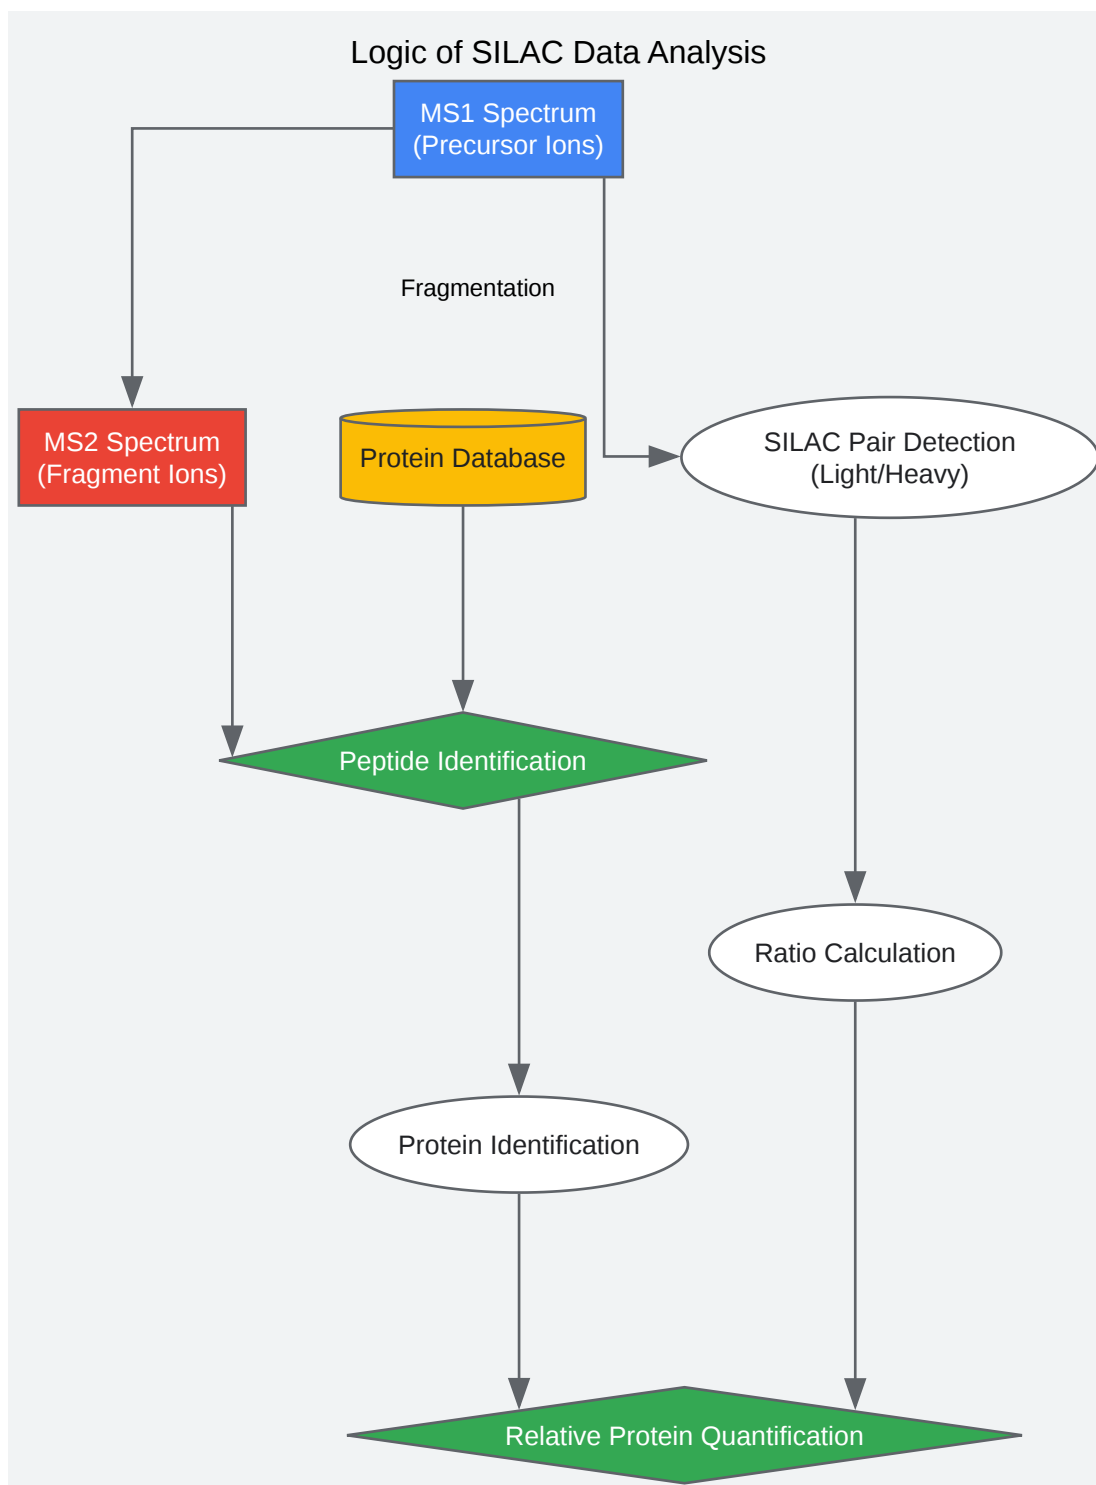 Logic of SILAC Data Analysis
MS1 Spectrum
(Precursor Ions)
Fragmentation
MS2 Spectrum
(Fragment Ions)
Protein Database
SILAC Pair Detection
(Light/Heavy)
Peptide Identification
Ratio Calculation
Protein Identification
Relative Protein Quantification